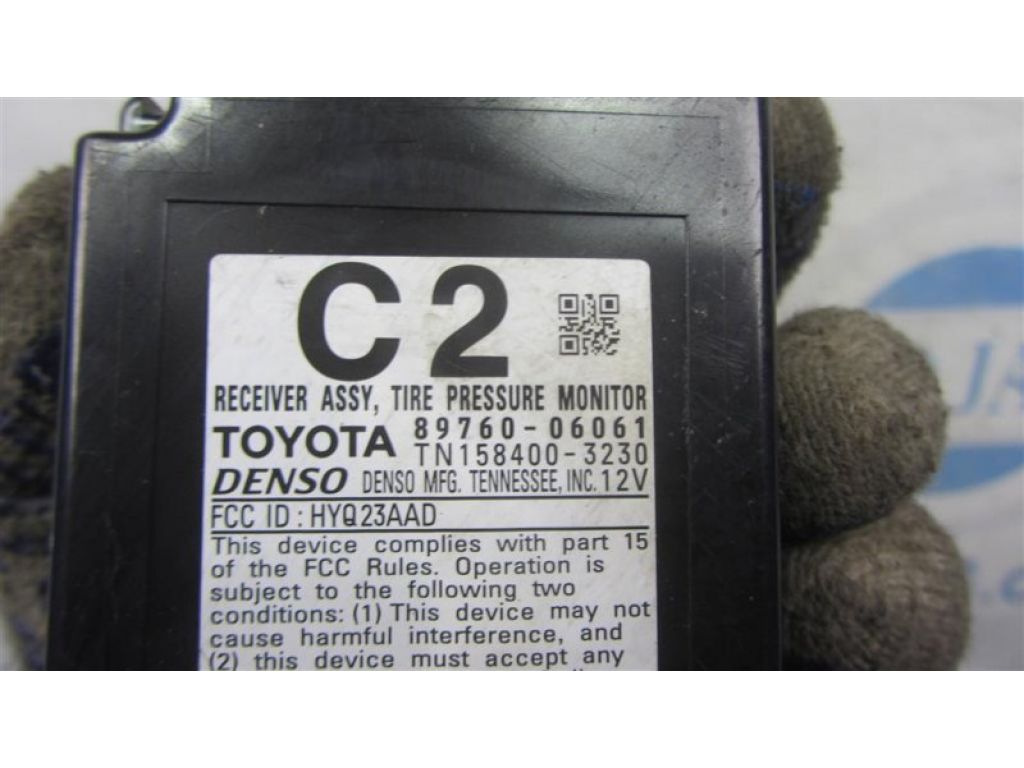 C2
RECEIVER ASSY, TIRE PRESSURE MONITOR
TOYOTA 89760-06061
TN158400-3230
DENSO DENSO MFG. TENNESSEE, INC. 12V
FCC ID : HYQ23AAD
This device complies with part 15
of the FCC Rules. Operation is
subject to the following two
conditions: (1) This device may not
cause harmful interference, and
(2) this device must accept any
JA